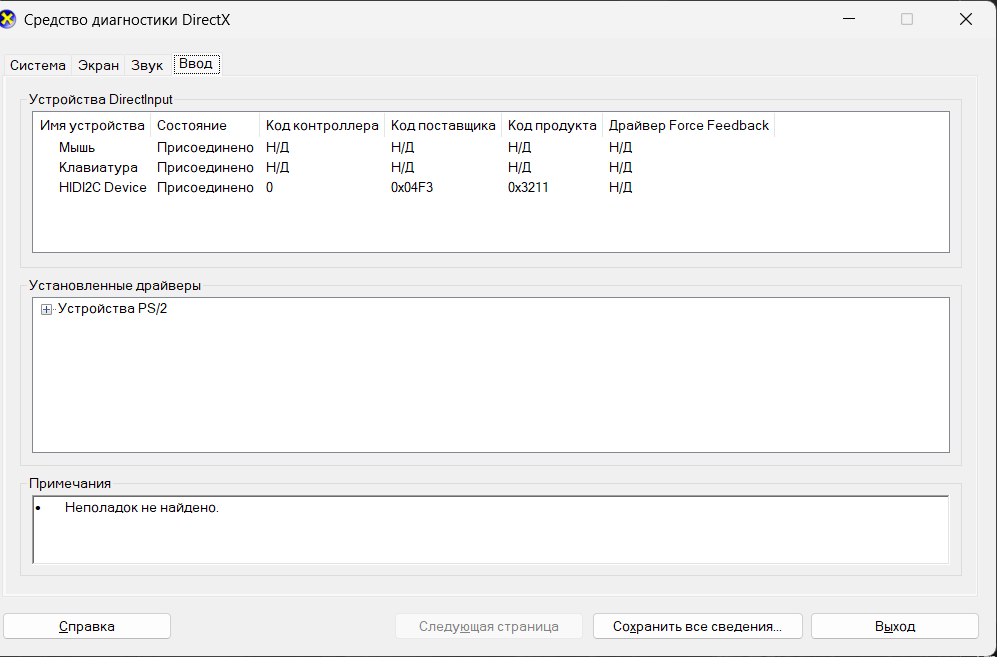 Средство диагностики DirectX
Система Экран Звук Ввод
Устройства DirectInput
Имя устройства Состояние Код контроллера Код поставщика Код продукта Драйвер Force Feedback
Мышь Присоединено Н/Д Н/Д Н/Д Н/Д
Клавиатура Присоединено Н/Д Н/Д Н/Д Н/Д
HIDI2C Device Присоединено 0 0x04F3 0x3211 Н/Д
Установленные драйверы
Устройства PS/2
Примечания
• Неполадок не найдено.
Справка Следующая страница Сохранить все сведения... Выход